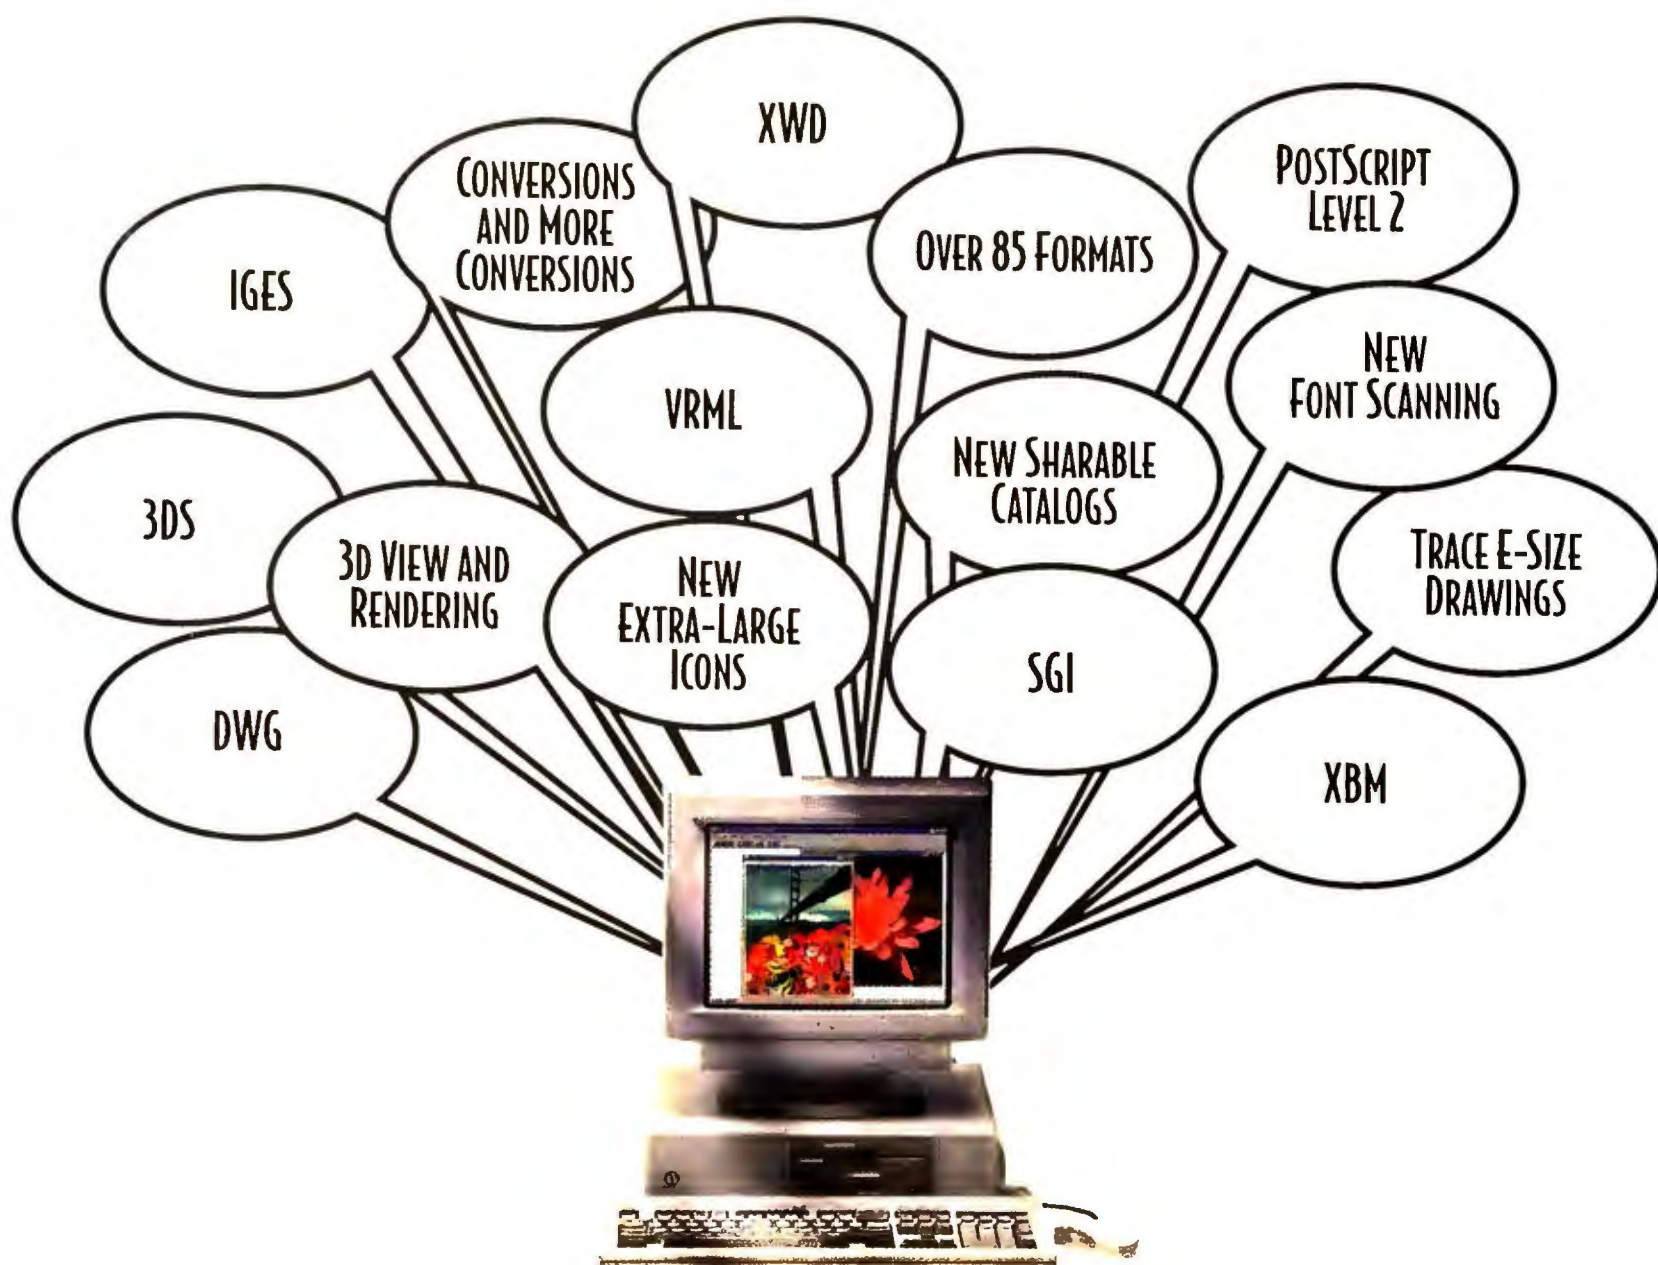 XWD
CONVERSIONS
AND MORE
CONVERSIONS
POSTSCRIPT
LEVEL 2
OVER 85 FORMATS
IGES
VRML
NEW
FONT SCANNING
NEW SHARABLE
CATALOGS
3DS
3D VIEW AND
RENDERING
NEW
EXTRA-LARGE
ICONS
TRACE E-SIZE
DRAWINGS
SGI
DWG
XBM